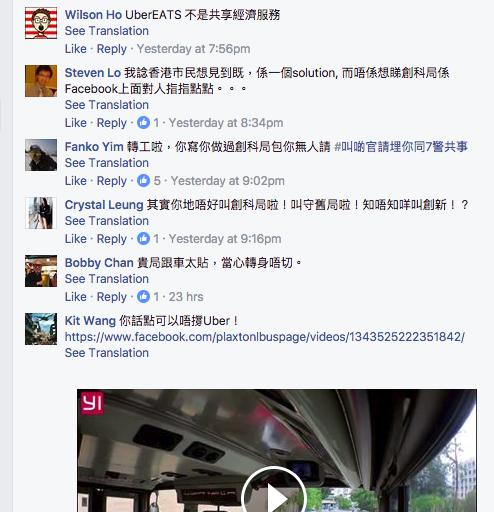 Wilson Ho UberEATS 不是共享經濟服務
See Translation
Like · Reply · Yesterday at 7:56pm
Steven Lo 我諗香港市民想見到既，係一個solution, 而唔係想睇創科局係
Facebook上面對人指指點點。。。
See Translation
Like · Reply · 1 · Yesterday at 8:34pm
Fanko Yim 轉工啦，你寫你做過創科局包你無人請 #叫啲官請埋你同7警共事
See Translation
Like · Reply · 5 · Yesterday at 9:02pm
Crystal Leung 其實你地唔好叫創科局啦！叫守舊局啦！知唔知咩叫創新！？
See Translation
Like · Reply · 1 · Yesterday at 9:16pm
Bobby Chan 貴局跟車太貼，當心轉身唔切。
See Translation
Like · Reply · 1 · 23 hrs
Kit Wang 你話點可以唔撐Uber！
https://www.facebook.com/plaxtonlbuspage/videos/1343525222351842/
See Translation
YI